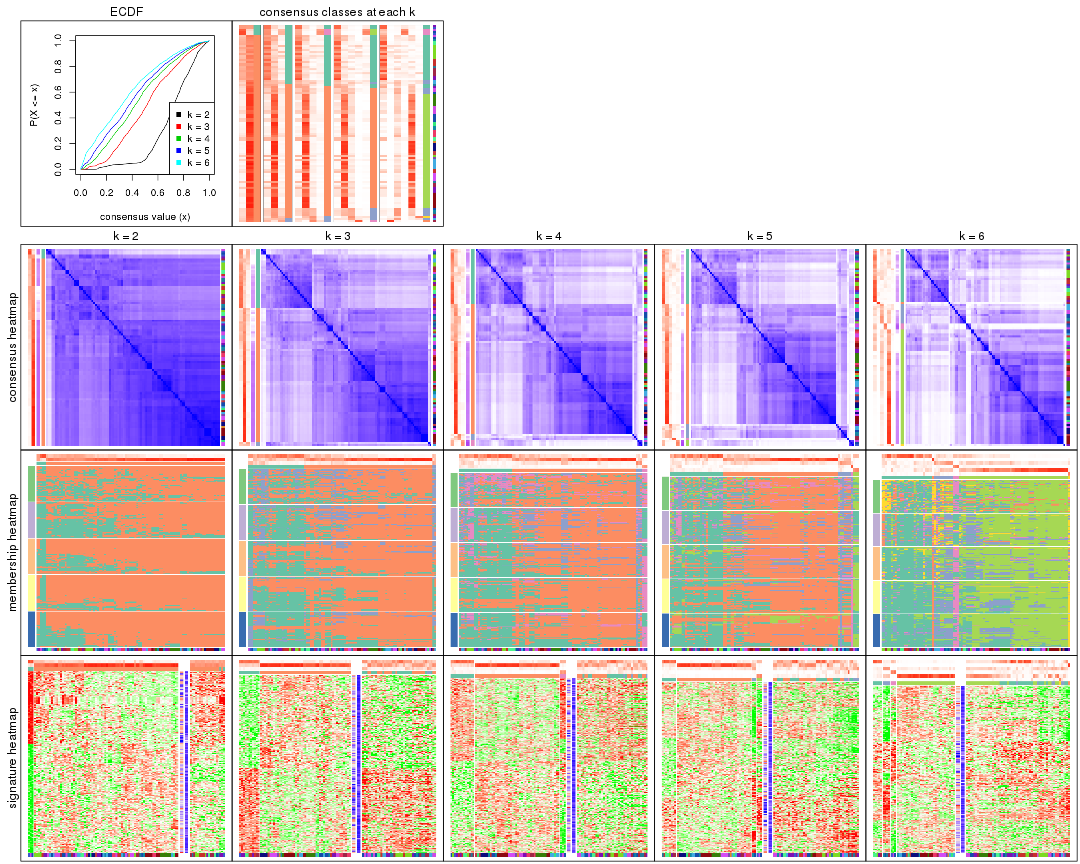 ECDF
consensus classes at each k
P(X <= x)
0.0 0.2 0.4 0.6 0.8 1.0
k = 2
k = 3
k = 4
k = 5
k = 6
0.0 0.2 0.4 0.6 0.8 1.0
consensus value (x)
k = 2 k = 3 k = 4 k = 5 k = 6
consensus heatmap
membership heatmap
signature heatmap